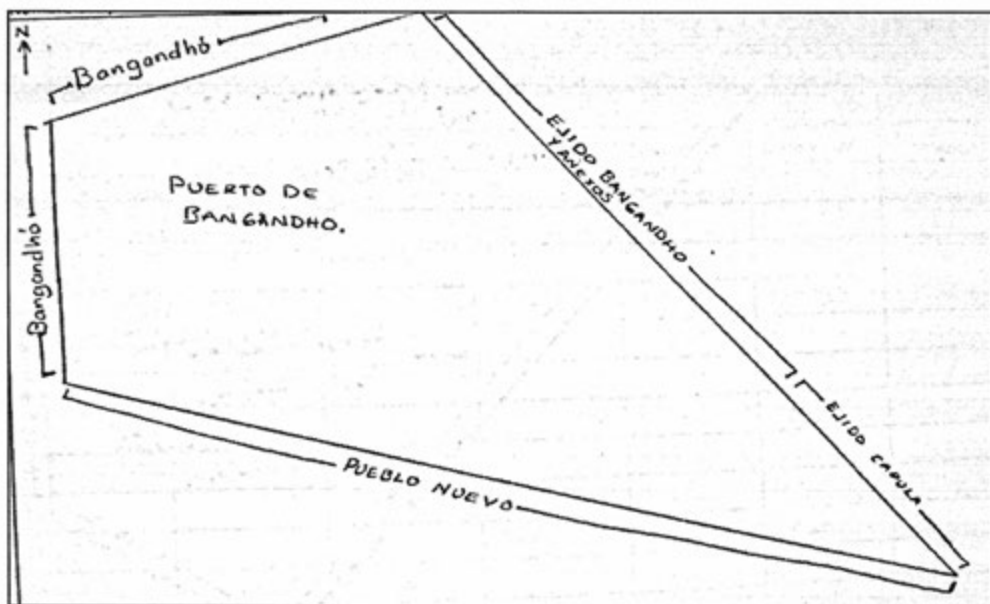 N
Bangandhó
EJIDO BANGANDHO
Y ANEXOS
PUERTO DE
BANGANDHO.
Bangandhó
EJIDO CAPULA
PUEBLO NUEVO